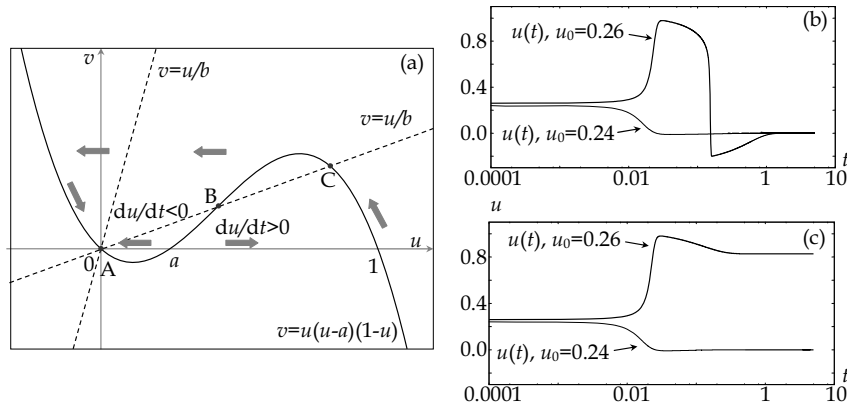 (a)
v
v=u/b
v=u/b
C
B
du/dt<0
du/dt>0
0
A
a
1
u
v=u(u-a)(1-u)
u
(b)
u(t), u0=0.26
0.8
0.4
u(t), u0=0.24
0.0
t
0.0001
0.01
1
10
u
(c)
u(t), u0=0.26
0.8
0.4
u(t), u0=0.24
0.0
t
0.0001
0.01
1
10